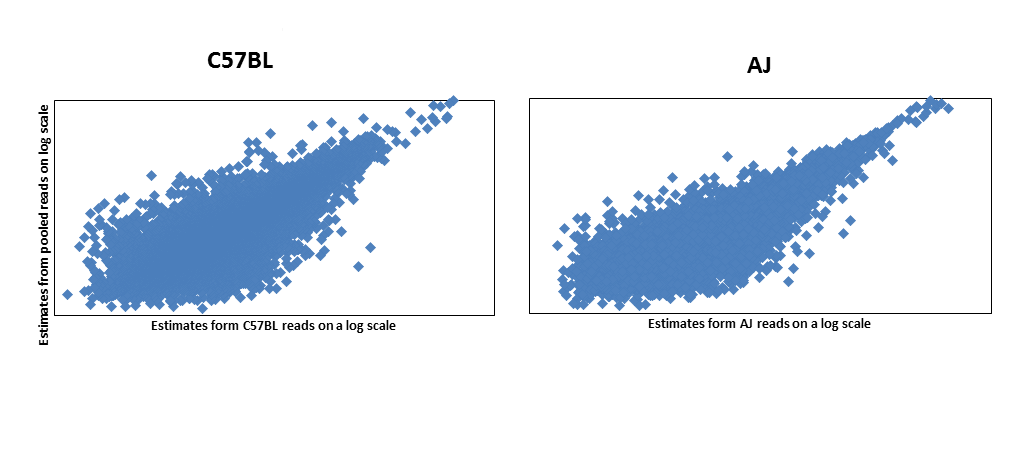 C57BL
AJ
Estimates from pooled reads on log scale
Estimates form C57BL reads on a log scale
Estimates form AJ reads on a log scale